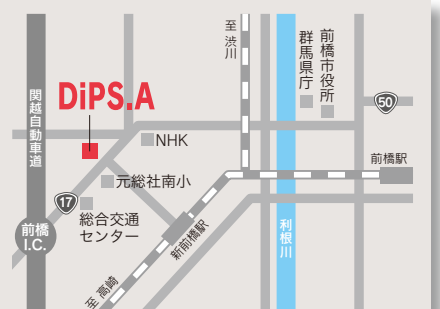 至渋川
群馬県庁
前橋市役所
DiPS.A
関越自動車道
50
NHK
前橋駅
元総社南小
17
総合交通
センター
新前橋駅
利根川
前橋
I.C.
至 高崎